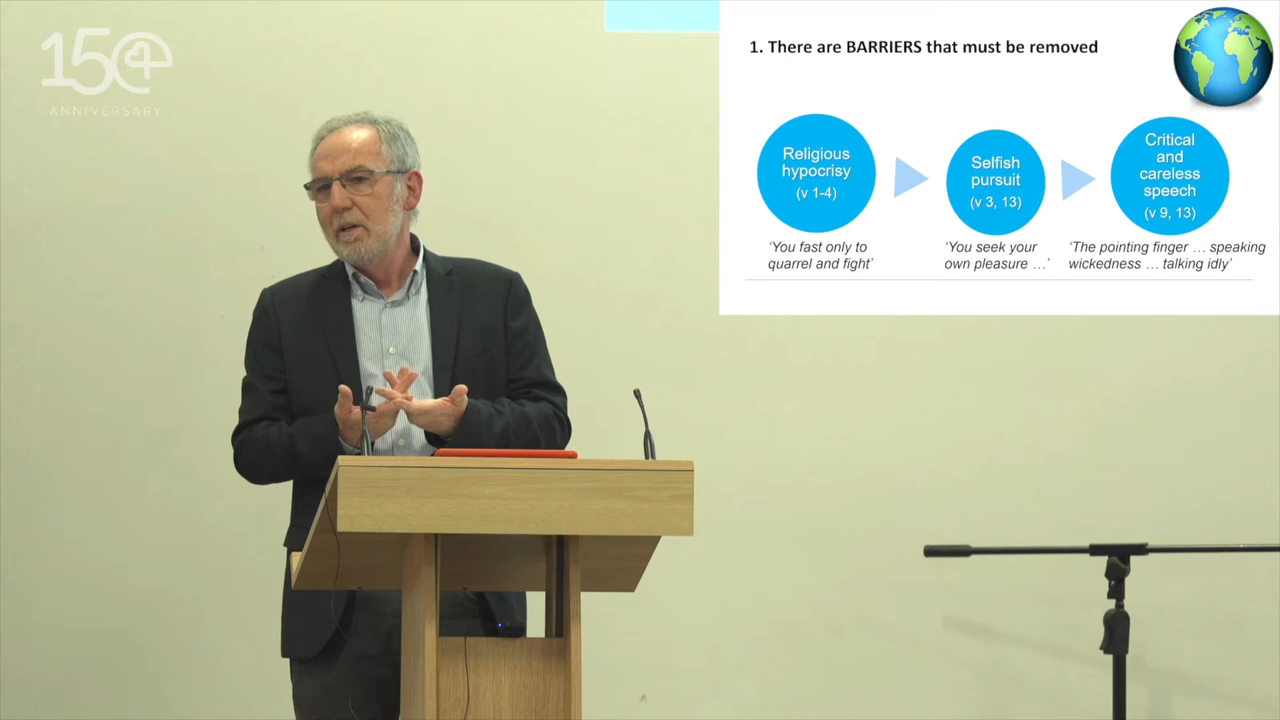 150
ANNIVERSARY
1. There are BARRIERS that must be removed
Religious
hypocrisy
(v 1-4)
Selfish
pursuit
(v 3, 13)
Critical
and
careless
speech
(v 9, 13)
‘You fast only to
quarrel and fight’
‘You seek your
own pleasure …’
‘The pointing finger … speaking
wickedness … talking idly’